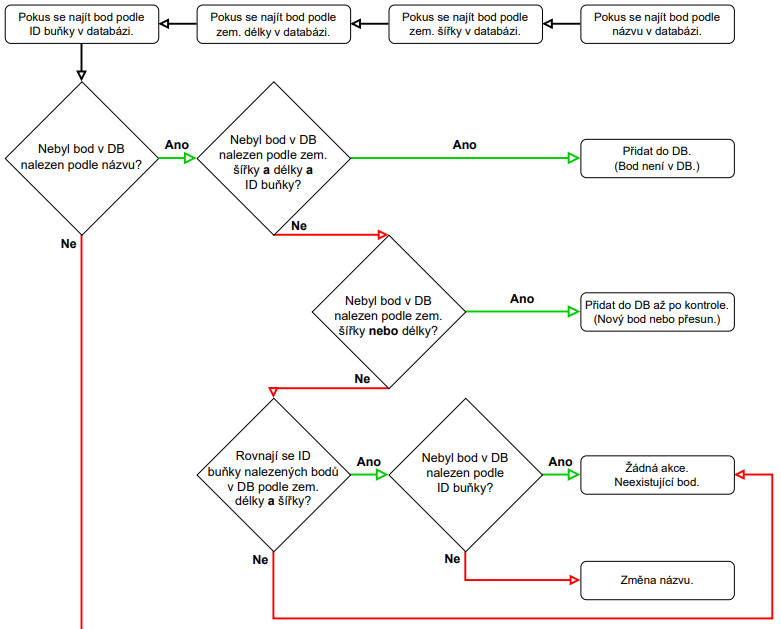 Pokus se najít bod podle
ID buňky v databázi.
Pokus se najít bod podle
zem. délky v databázi.
Pokus se najít bod podle
zem. šířky v databázi.
Pokus se najít bod podle
názvu v databázi.
Nebyl bod v DB
nalezen podle názvu?
Ano
Nebyl bod v DB
nalezen podle zem.
šířky a délky a
ID buňky?
Ano
Přidat do DB.
(Bod není v DB.)
Ne
Ne
Nebyl bod v DB
nalezen podle zem.
šířky nebo délky?
Ano
Přidat do DB až po kontrole.
(Nový bod nebo přesun.)
Ne
Rovnají se ID
buňky nalezených bodů
v DB podle zem.
délky a šířky?
Ano
Nebyl bod v DB
nalezen podle
ID buňky?
Ano
Žádná akce.
Neexistující bod.
Ne
Ne
Změna názvu.